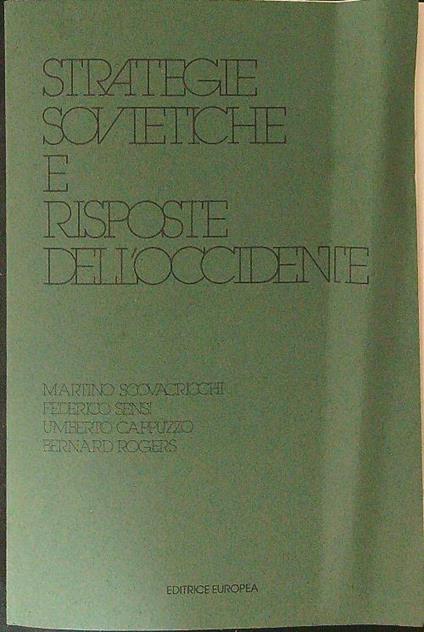 STRATEGIE
SOVIETICHE
E
RISPOSTE
DELL'OCCIDENTE
MARTINO SCOVACRICCHI
FEDERICO SENSI
UMBERTO CAPPUZZO
BERNARD ROGERS
EDITRICE EUROPEA